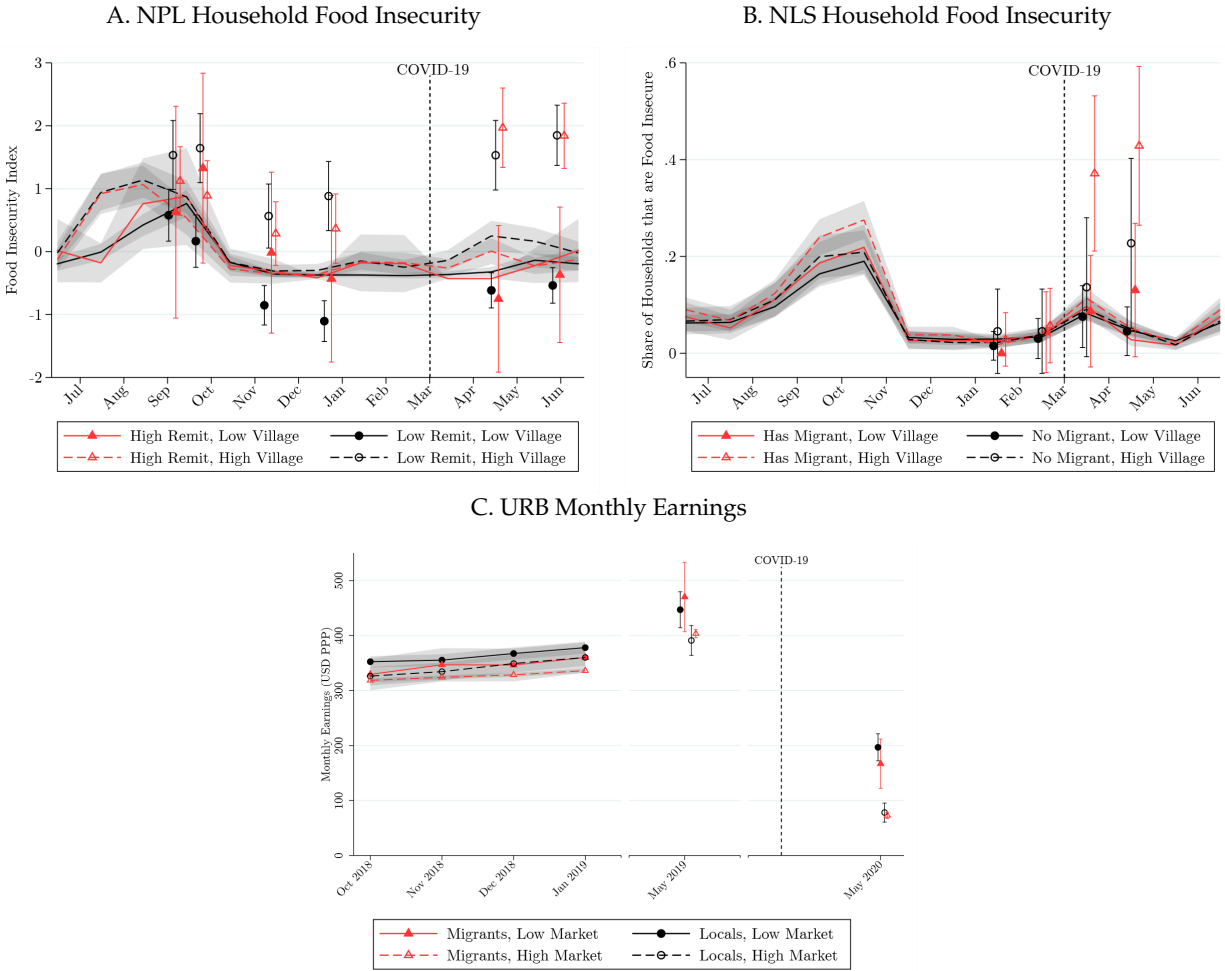 A. NPL Household Food Insecurity
Food Insecurity Index
3
2
1
0
-1
-2
COVID-19
Jul Aug Sep Oct Nov Dec Jan Feb Mar Apr May Jun
High Remit, Low Village Low Remit, Low Village
High Remit, High Village Low Remit, High Village
B. NLS Household Food Insecurity
Share of Households that are Food Insecure
.6
.4
.2
0
COVID-19
Jul Aug Sep Oct Nov Dec Jan Feb Mar Apr May Jun
Has Migrant, Low Village No Migrant, Low Village
Has Migrant, High Village No Migrant, High Village
C. URB Monthly Earnings
Monthly Earnings (USD PPP)
500
400
300
200
100
0
COVID-19
Oct 2018 Nov 2018 Dec 2018 Jan 2019 May 2019 May 2020
Migrants, Low Market Locals, Low Market
Migrants, High Market Locals, High Market